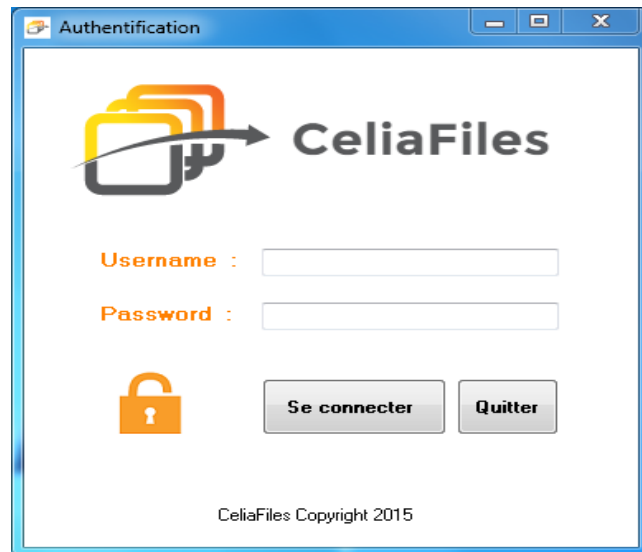 Authentification
CeliaFiles
Username :
Password :
Se connecter Quitter
CeliaFiles Copyright 2015